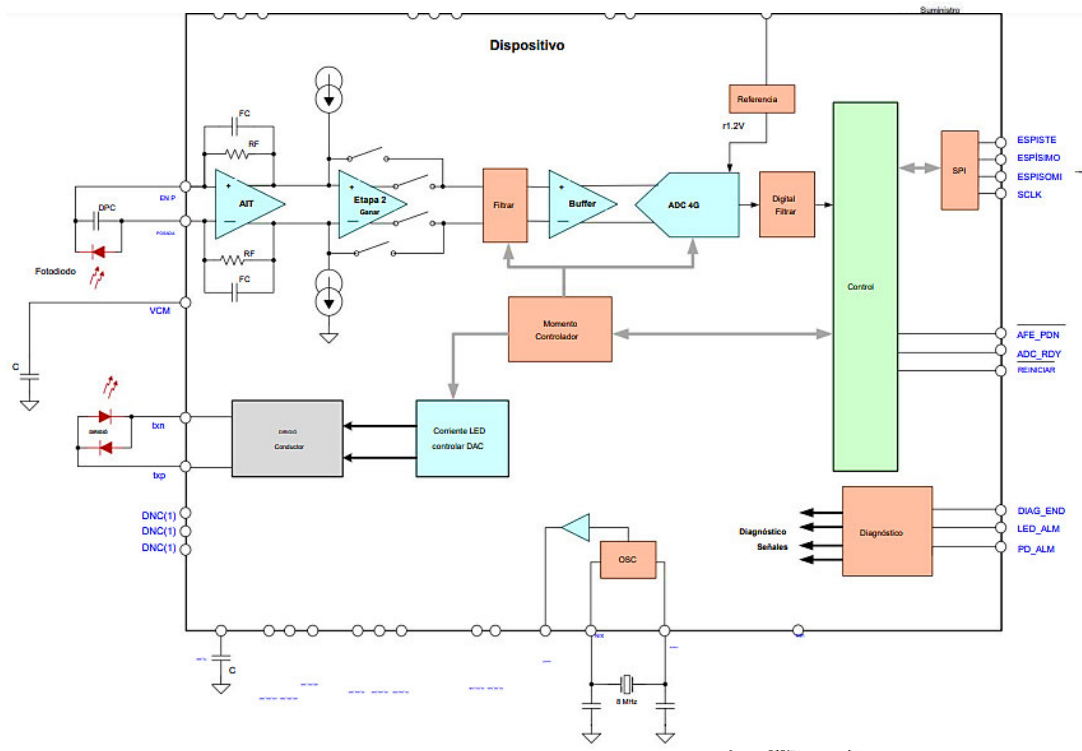 Suministro
Dispositivo
Referencia
r1.2V
FC
RF
AIT
Etapa 2
Ganar
Filtrar
Buffer
ADC 4G
Digital
Filtrar
Control
SPI
ESPISTE
ESPÍSIMO
ESPISOMI
SCLK
EN P
DPC
Fotodiodo
RF
FC
VCM
C
Momento
Controlador
AFE_PDN
ADC_RDY
REINICIAR
txn
txp
Conductor
Corriente LED
controlar DAC
DNC(1)
DNC(1)
DNC(1)
Diagnóstico
Señales
Diagnóstico
DIAG_END
LED_ALM
PD_ALM
OSC
C
8 MHz